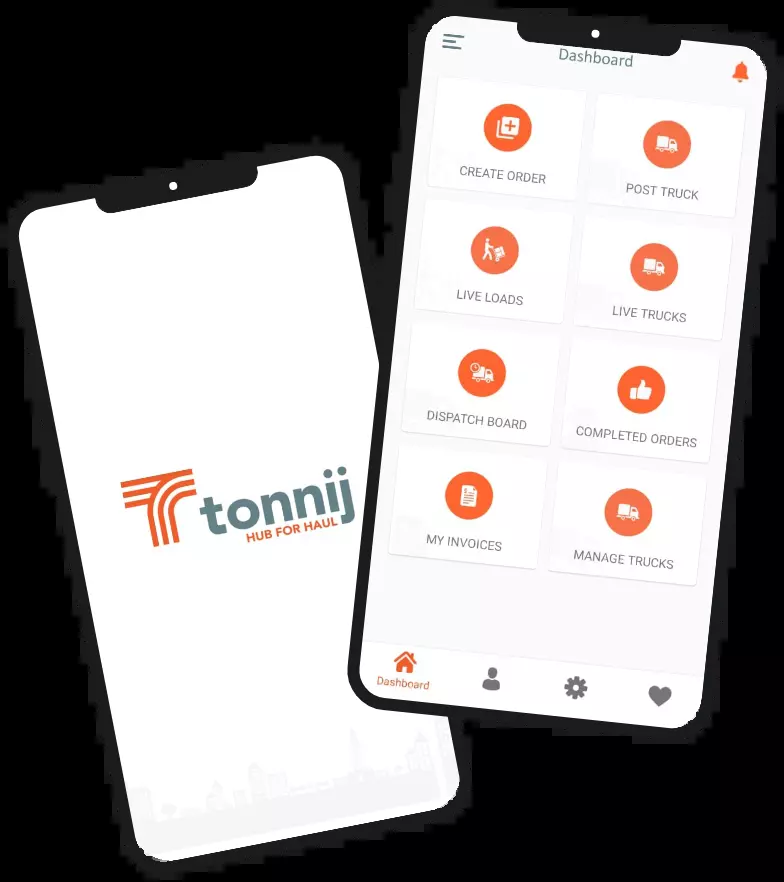 Dashboard
CREATE ORDER
POST TRUCK
LIVE LOADS
LIVE TRUCKS
DISPATCH BOARD
COMPLETED ORDERS
MY INVOICES
MANAGE TRUCKS
Dashboard
tonnij
HUB FOR HAUL